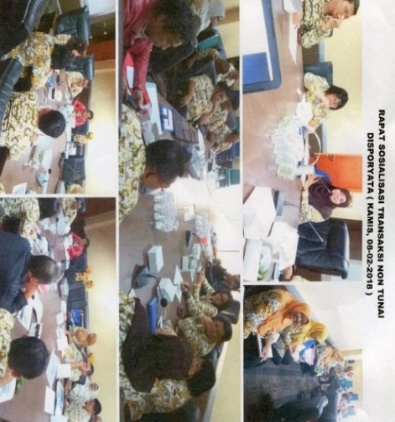 RAPAT SOSIALISASI TRANSAKSI NON TUNAI
DISPORYATA ( KAMIS, 08-02-2018 )